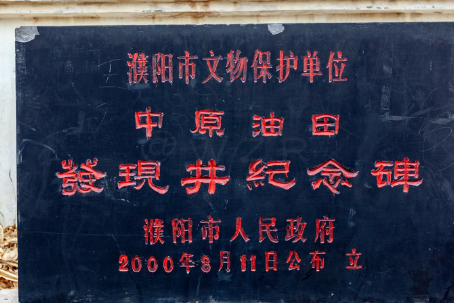 濮阳市文物保护单位
中原油田
發現井紀念碑
濮阳市人民政府
2000年8月11日公布 立